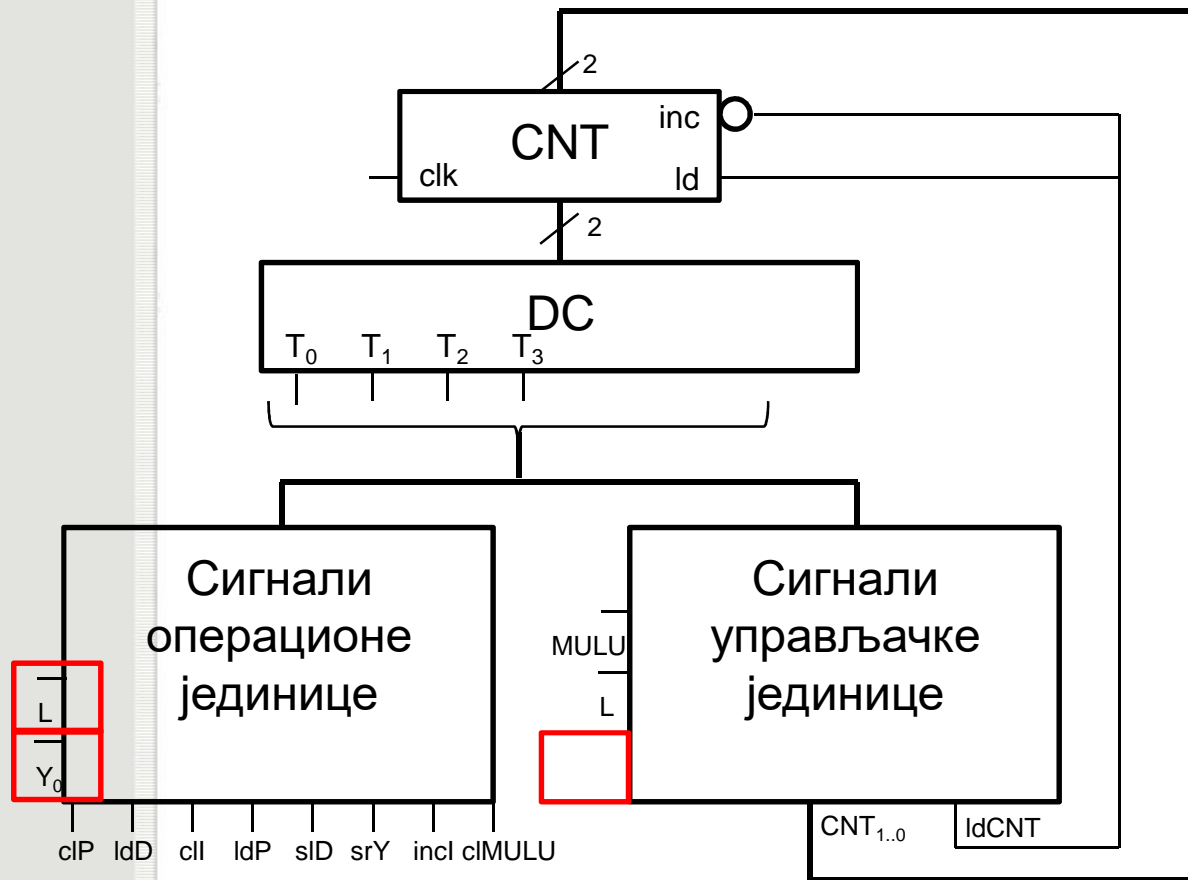 2
CNT
inc
clk
ld
2
DC
T₀ T₁ T₂ T₃
Сигнали
операционе
јединице
L
Y₀
clP ldD clI ldP slD srY incI clMULU
Сигнали
управљачке
јединице
MULU
L
CNT₁..₀
ldCNT